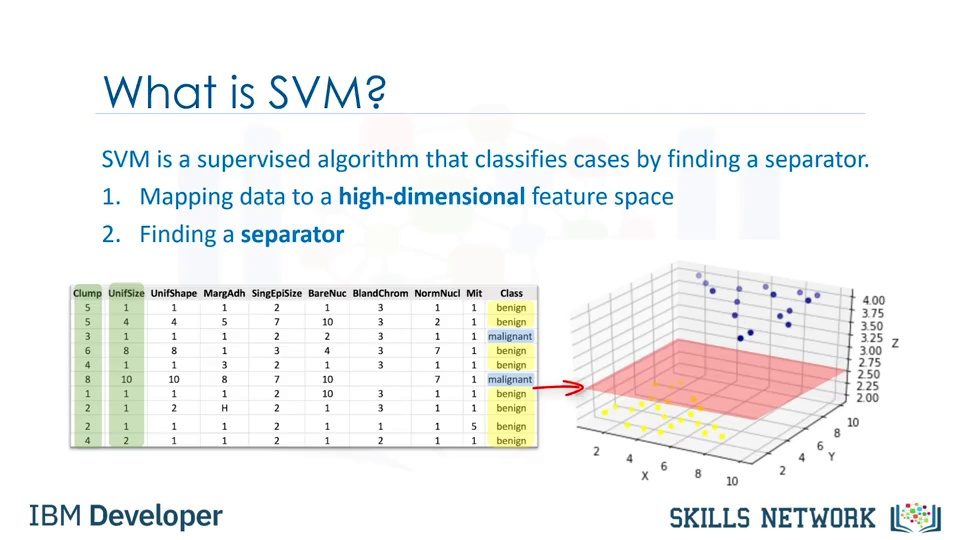 What is SVM?
SVM is a supervised algorithm that classifies cases by finding a separator.
1. Mapping data to a high-dimensional feature space
2. Finding a separator
Clump UnifSize UnifShape MargAdh SingEpiSize BareNuc BlandChrom NormNucl Mit Class
5 1 1 1 2 1 3 1 1 benign
5 4 4 5 7 10 3 2 1 benign
3 1 1 1 2 2 3 1 1 malignant
6 8 8 1 3 4 3 7 1 benign
4 1 1 3 2 1 3 1 1 benign
8 10 10 8 7 10 7 1 malignant
1 1 1 1 2 10 3 1 1 benign
2 1 2 H 2 1 3 1 1 benign
2 1 1 1 2 1 1 1 5 benign
4 2 1 1 2 1 2 1 1 benign
4.00
3.75
3.50
3.25
3.00
2.75
2.50
2.25
2.00
Z
2 4 6 8 10
X
2 4 6 8 10
Y
IBM Developer
SKILLS NETWORK